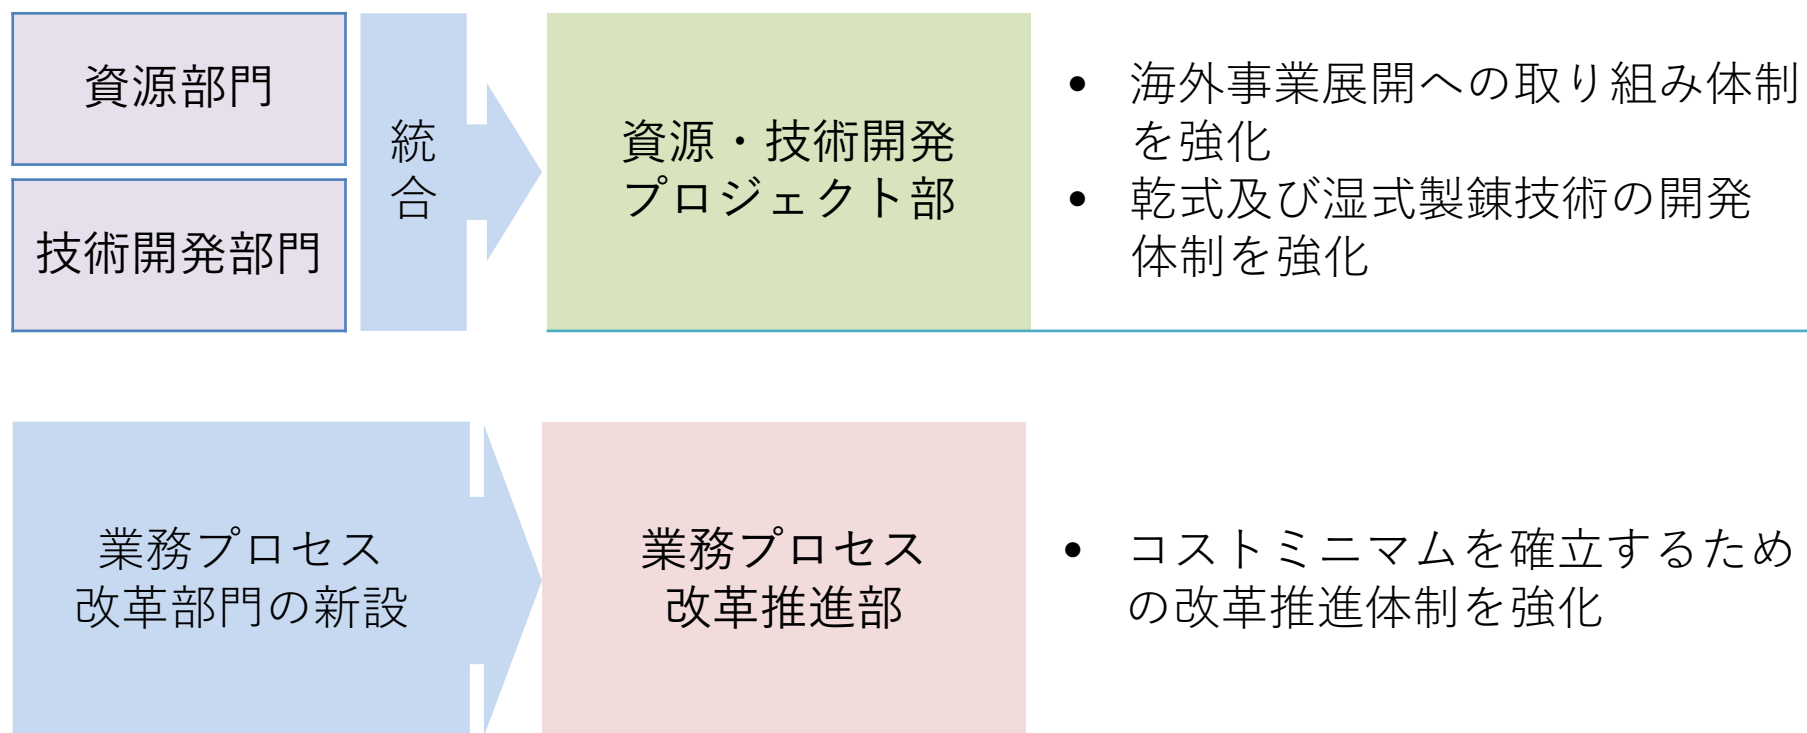 資源部門
技術開発部門
統
合
資源・技術開発
プロジェクト部
• 海外事業展開への取り組み体制
を強化
• 乾式及び湿式製錬技術の開発
体制を強化
業務プロセス
改革部門の新設
業務プロセス
改革推進部
• コストミニマムを確立するため
の改革推進体制を強化